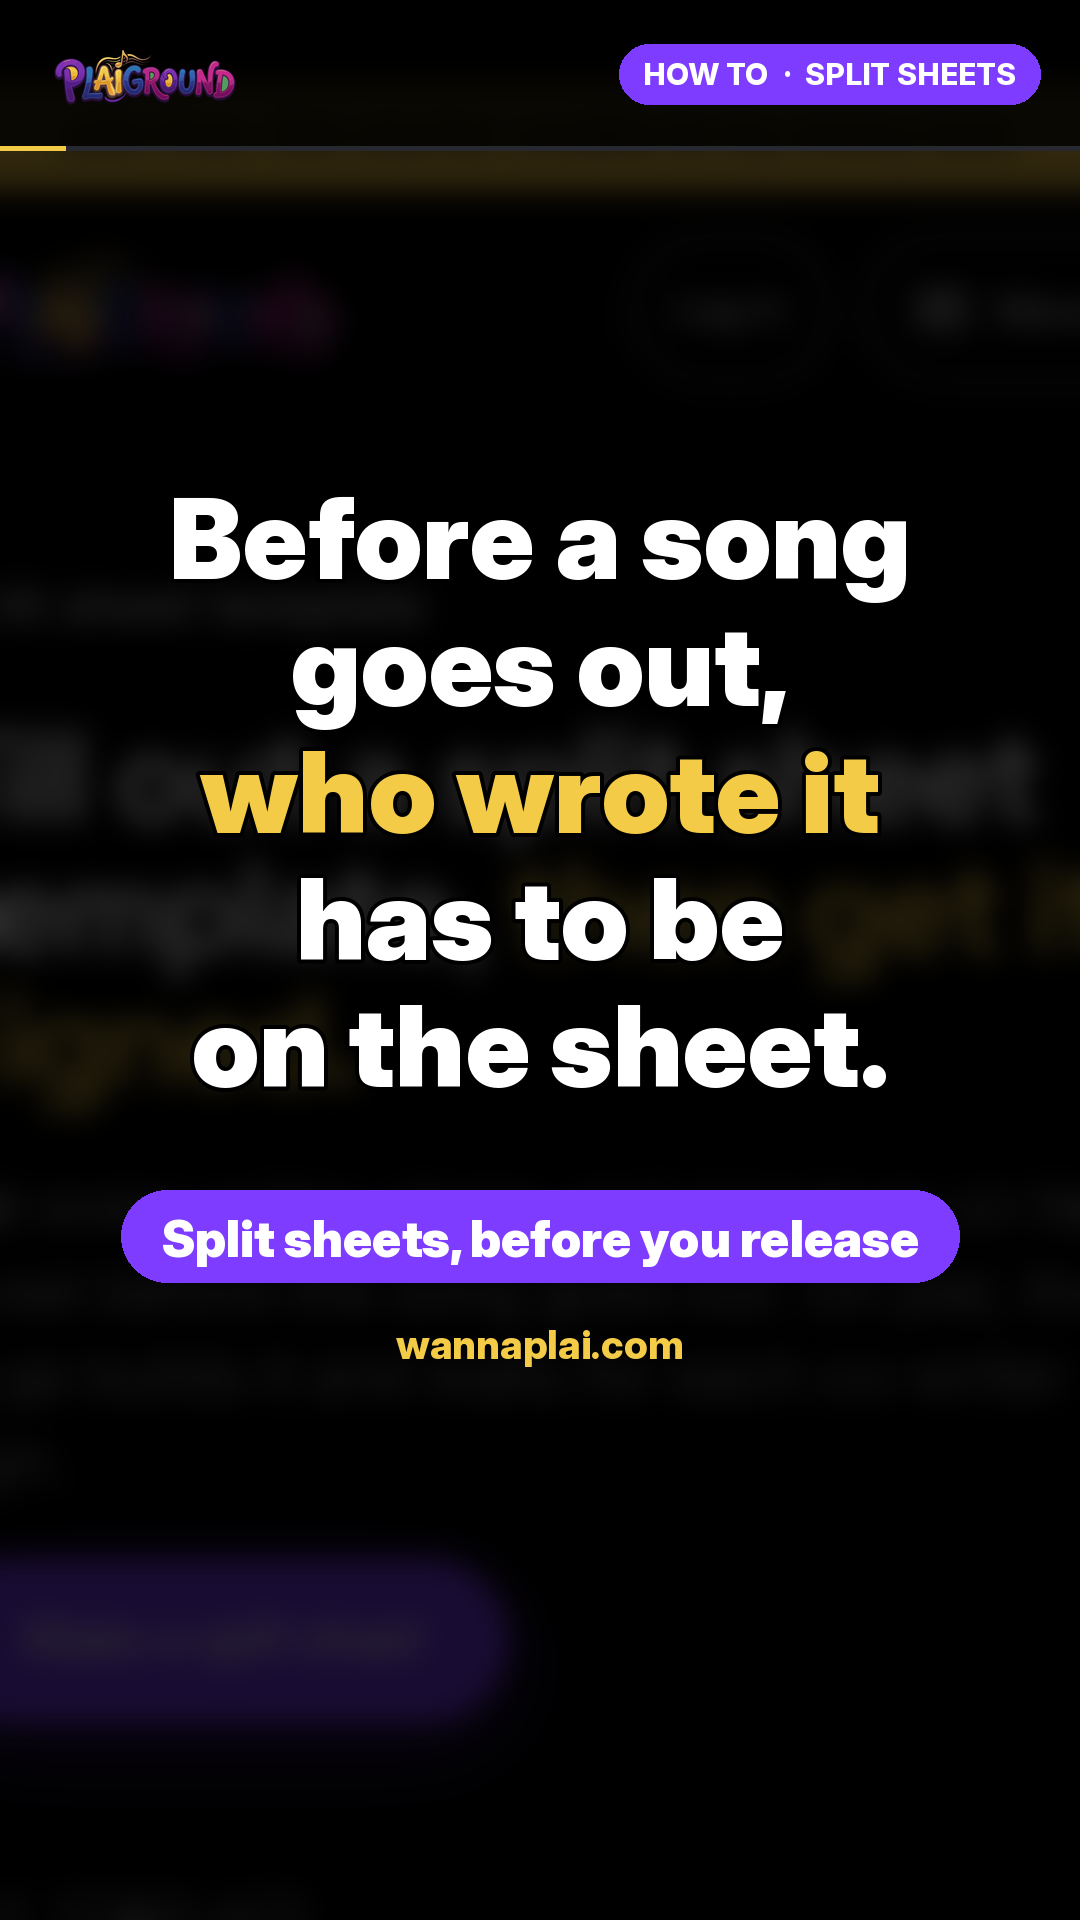 PLAIGROUND
HOW TO · SPLIT SHEETS
Before a song
goes out,
who wrote it
has to be
on the sheet.
Split sheets, before you release
wannaplai.com